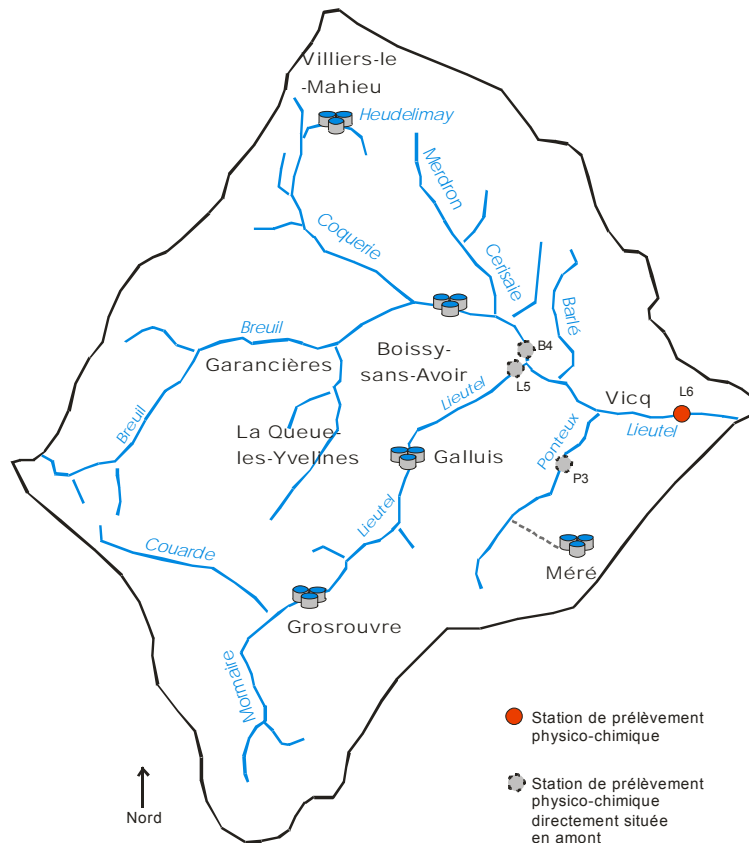 Villiers-le
-Mahieu
Heudelimay
Merdron
Coquerie
Cerisaie
Barlé
Breuil
Garancières
Boissy-
sans-Avoir
B4
L5
Lieutel
Vicq
L6
Lieutel
Breuil
La Queue-
les-Yvelines
Galluis
Ponteux
P3
Lieutel
Couarde
Méré
Grosrouvre
Mormaire
Station de prélèvement
physico-chimique
Station de prélèvement
physico-chimique
directement située
en amont
Nord